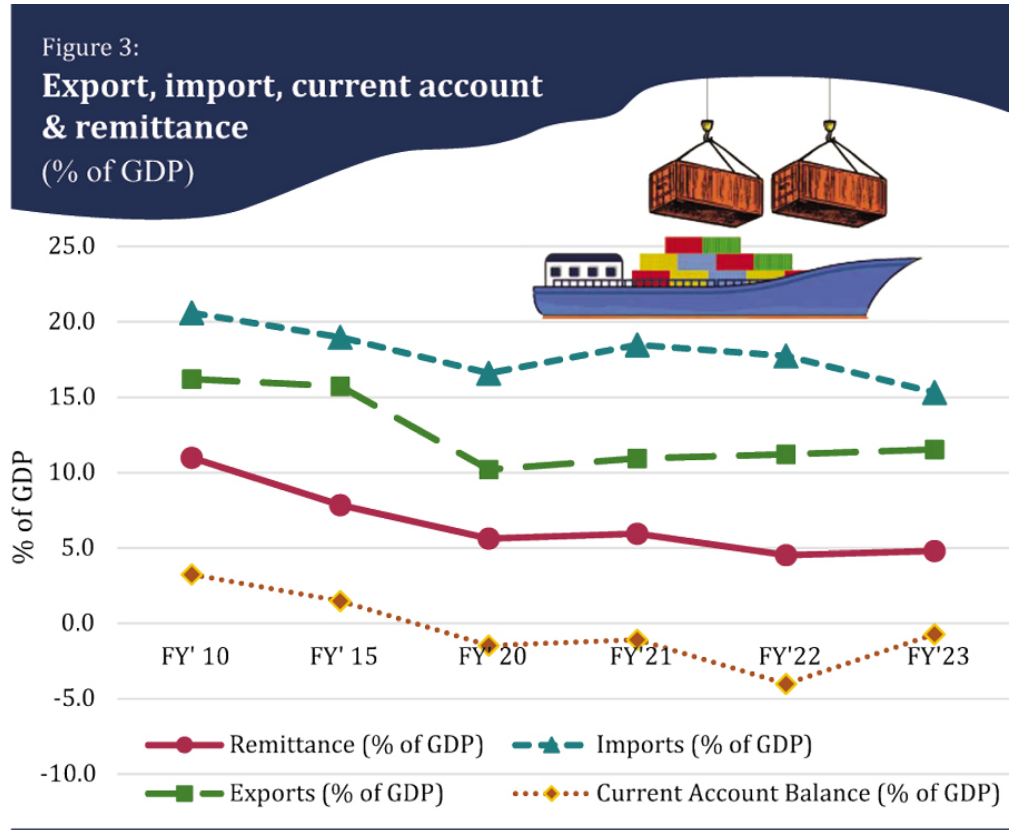 Figure 3:
Export, import, current account
& remittance
(% of GDP)
25.0
20.0
15.0
10.0
5.0
0.0
-5.0
-10.0
% of GDP
FY' 10
FY' 15
FY' 20
FY'21
FY'22
FY'23
Remittance (% of GDP)
Imports (% of GDP)
Exports (% of GDP)
Current Account Balance (% of GDP)